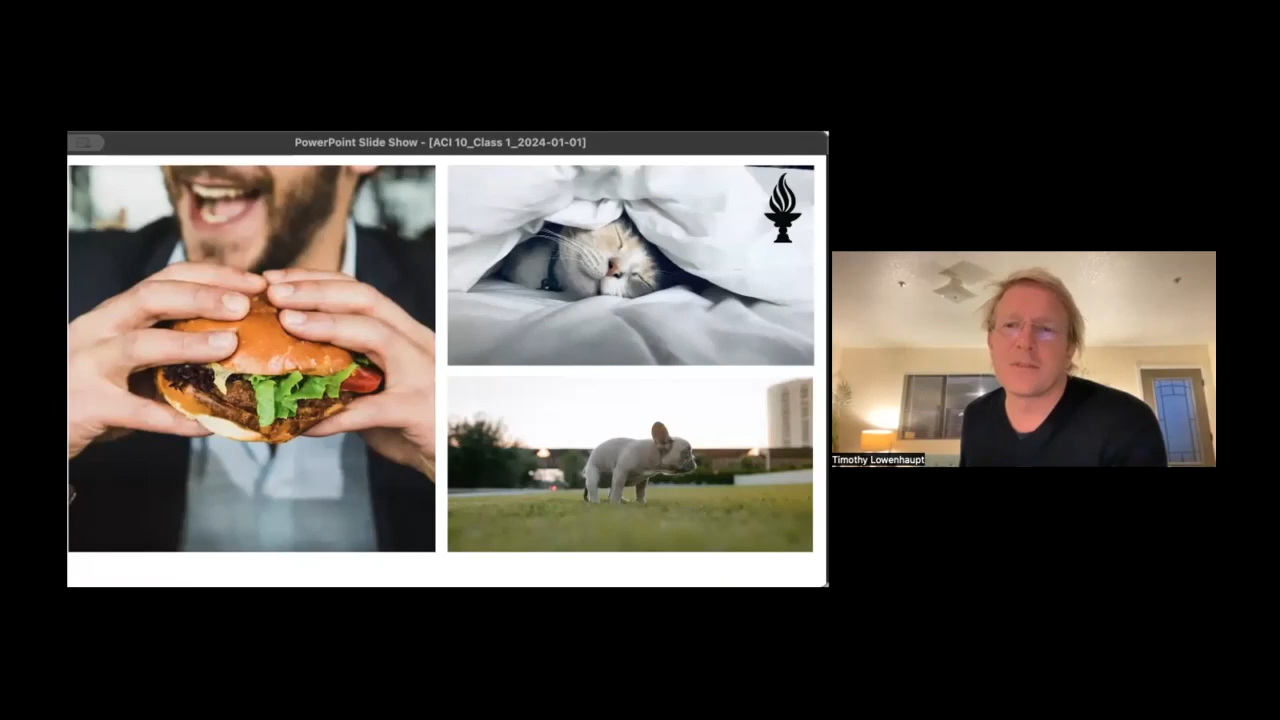 PowerPoint Slide Show - [ACI 10_Class 1_2024-01-01]
Timothy Lowenhaupt